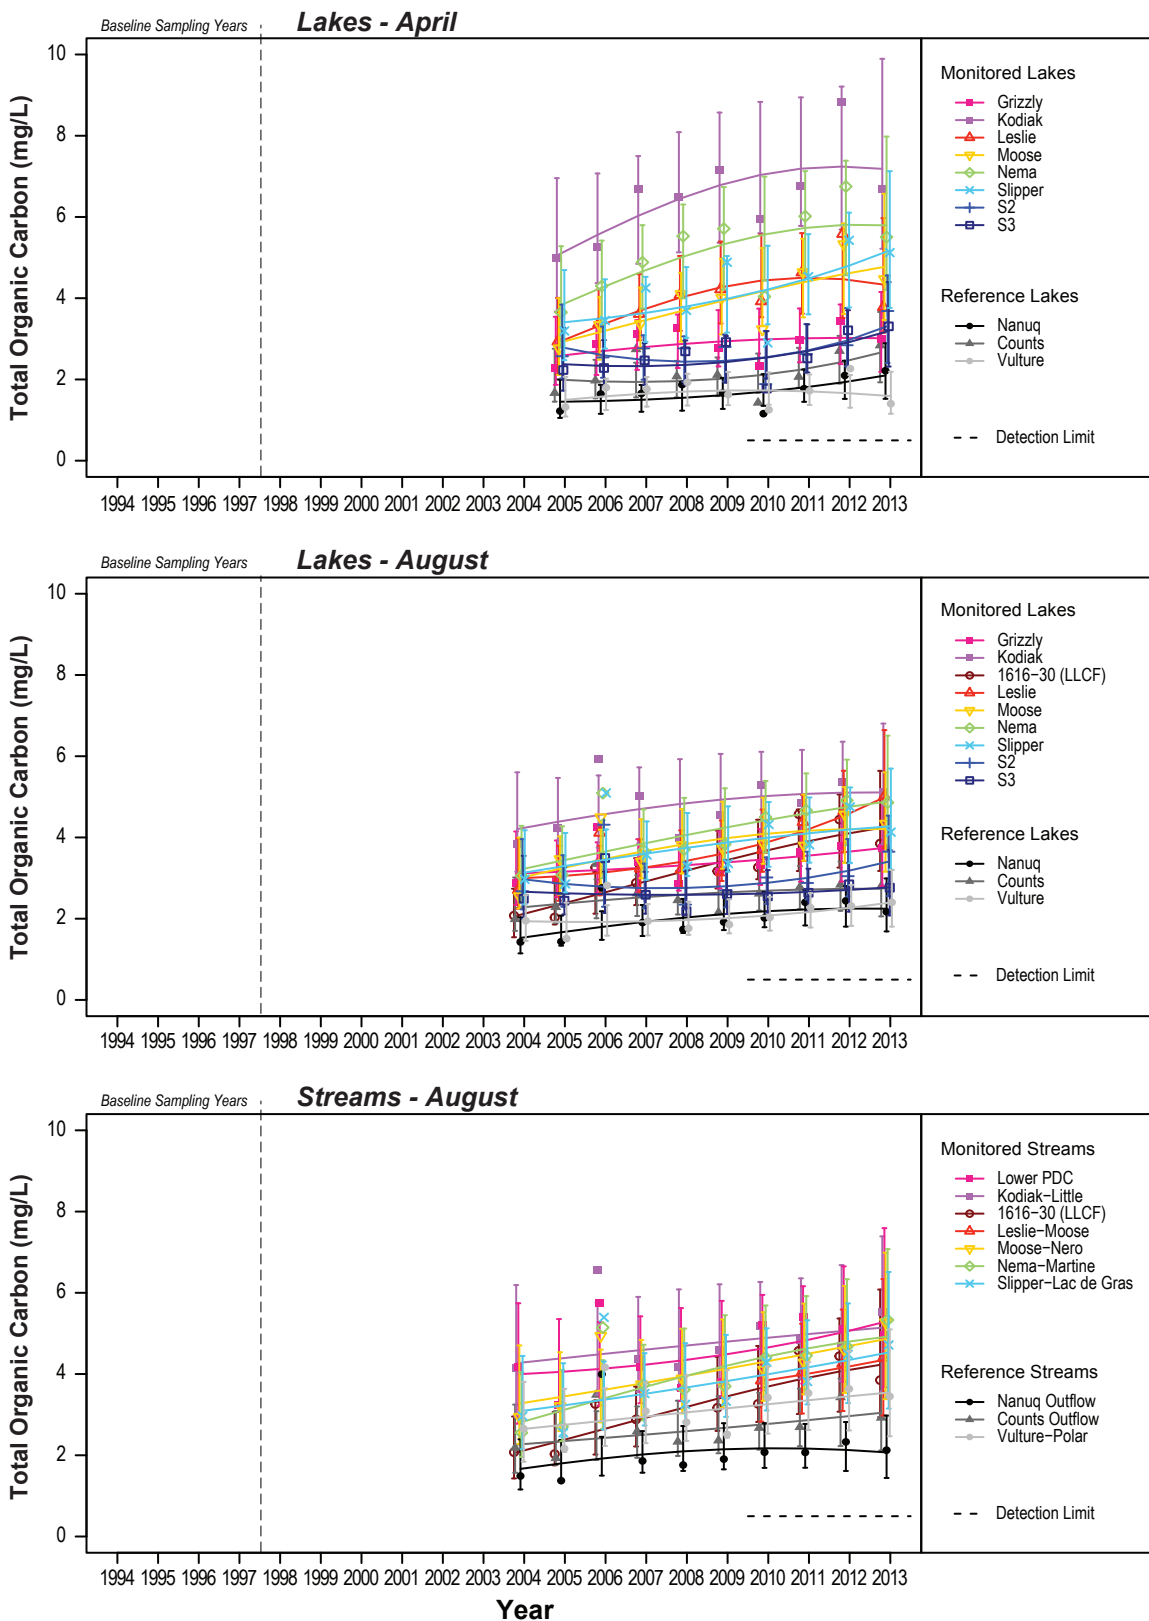 Baseline Sampling Years
Lakes - April
Total Organic Carbon (mg/L)
10
8
6
4
2
0
1994 1995 1996 1997 1998 1999 2000 2001 2002 2003 2004 2005 2006 2007 2008 2009 2010 2011 2012 2013
Monitored Lakes
Grizzly
Kodiak
Leslie
Moose
Nema
Slipper
S2
S3
Reference Lakes
Nanuq
Counts
Vulture
Detection Limit
Baseline Sampling Years
Lakes - August
Total Organic Carbon (mg/L)
10
8
6
4
2
0
1994 1995 1996 1997 1998 1999 2000 2001 2002 2003 2004 2005 2006 2007 2008 2009 2010 2011 2012 2013
Monitored Lakes
Grizzly
Kodiak
1616−30 (LLCF)
Leslie
Moose
Nema
Slipper
S2
S3
Reference Lakes
Nanuq
Counts
Vulture
Detection Limit
Baseline Sampling Years
Streams - August
Total Organic Carbon (mg/L)
10
8
6
4
2
0
1994 1995 1996 1997 1998 1999 2000 2001 2002 2003 2004 2005 2006 2007 2008 2009 2010 2011 2012 2013
Year
Monitored Streams
Lower PDC
Kodiak−Little
1616−30 (LLCF)
Leslie−Moose
Moose−Nero
Nema−Martine
Slipper−Lac de Gras
Reference Streams
Nanuq Outflow
Counts Outflow
Vulture−Polar
Detection Limit